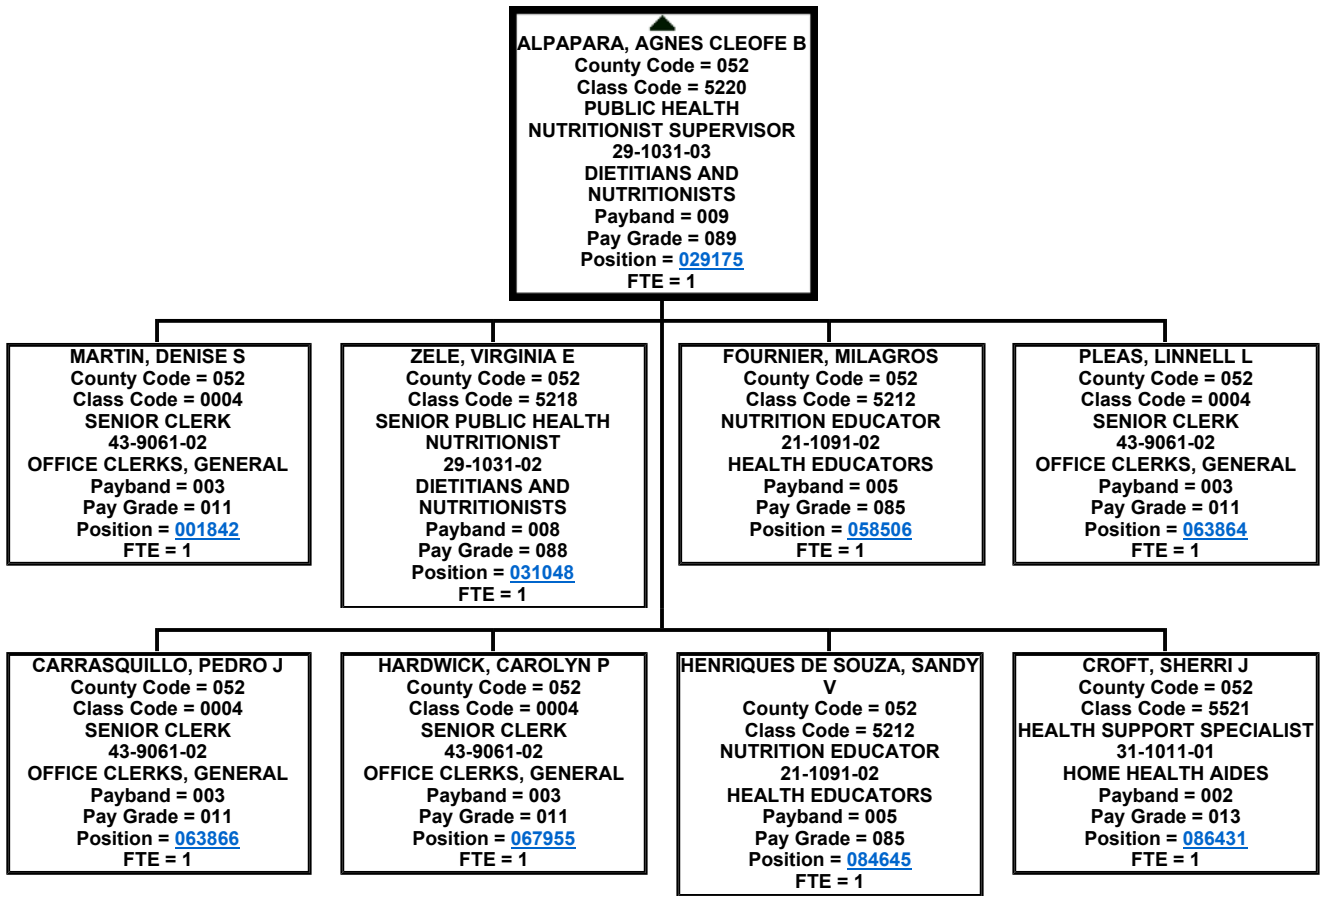 ALPAPARA, AGNES CLEOFE B
County Code = 052
Class Code = 5220
PUBLIC HEALTH
NUTRITIONIST SUPERVISOR
29-1031-03
DIETITIANS AND
NUTRITIONISTS
Payband = 009
Pay Grade = 089
Position = 029175
FTE = 1
MARTIN, DENISE S
County Code = 052
Class Code = 0004
SENIOR CLERK
43-9061-02
OFFICE CLERKS, GENERAL
Payband = 003
Pay Grade = 011
Position = 001842
FTE = 1
ZELE, VIRGINIA E
County Code = 052
Class Code = 5218
SENIOR PUBLIC HEALTH
NUTRITIONIST
29-1031-02
DIETITIANS AND
NUTRITIONISTS
Payband = 008
Pay Grade = 088
Position = 031048
FTE = 1
FOURNIER, MILAGROS
County Code = 052
Class Code = 5212
NUTRITION EDUCATOR
21-1091-02
HEALTH EDUCATORS
Payband = 005
Pay Grade = 085
Position = 058506
FTE = 1
PLEAS, LINNELL L
County Code = 052
Class Code = 0004
SENIOR CLERK
43-9061-02
OFFICE CLERKS, GENERAL
Payband = 003
Pay Grade = 011
Position = 063864
FTE = 1
CARRASQUILLO, PEDRO J
County Code = 052
Class Code = 0004
SENIOR CLERK
43-9061-02
OFFICE CLERKS, GENERAL
Payband = 003
Pay Grade = 011
Position = 063866
FTE = 1
HARDWICK, CAROLYN P
County Code = 052
Class Code = 0004
SENIOR CLERK
43-9061-02
OFFICE CLERKS, GENERAL
Payband = 003
Pay Grade = 011
Position = 067955
FTE = 1
HENRIQUES DE SOUZA, SANDY
V
County Code = 052
Class Code = 5212
NUTRITION EDUCATOR
21-1091-02
HEALTH EDUCATORS
Payband = 005
Pay Grade = 085
Position = 084645
FTE = 1
CROFT, SHERRI J
County Code = 052
Class Code = 5521
HEALTH SUPPORT SPECIALIST
31-1011-01
HOME HEALTH AIDES
Payband = 002
Pay Grade = 013
Position = 086431
FTE = 1